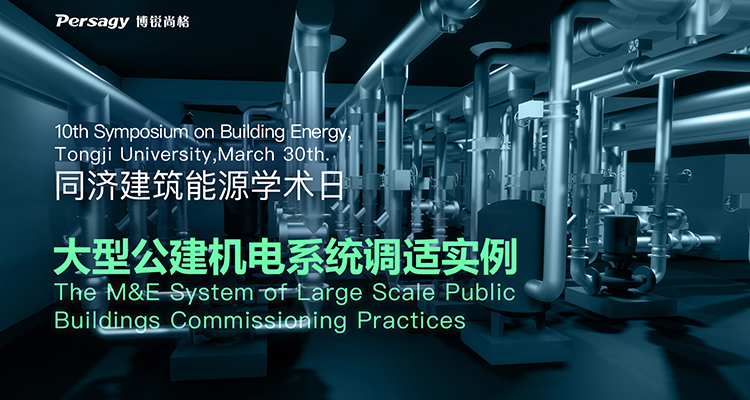 Persagy 博锐尚格
10th Symposium on Building Energy,
Tongji University,March 30th.
同济建筑能源学术日
大型公建机电系统调适实例
The M&E System of Large Scale Public
Buildings Commissioning Practices